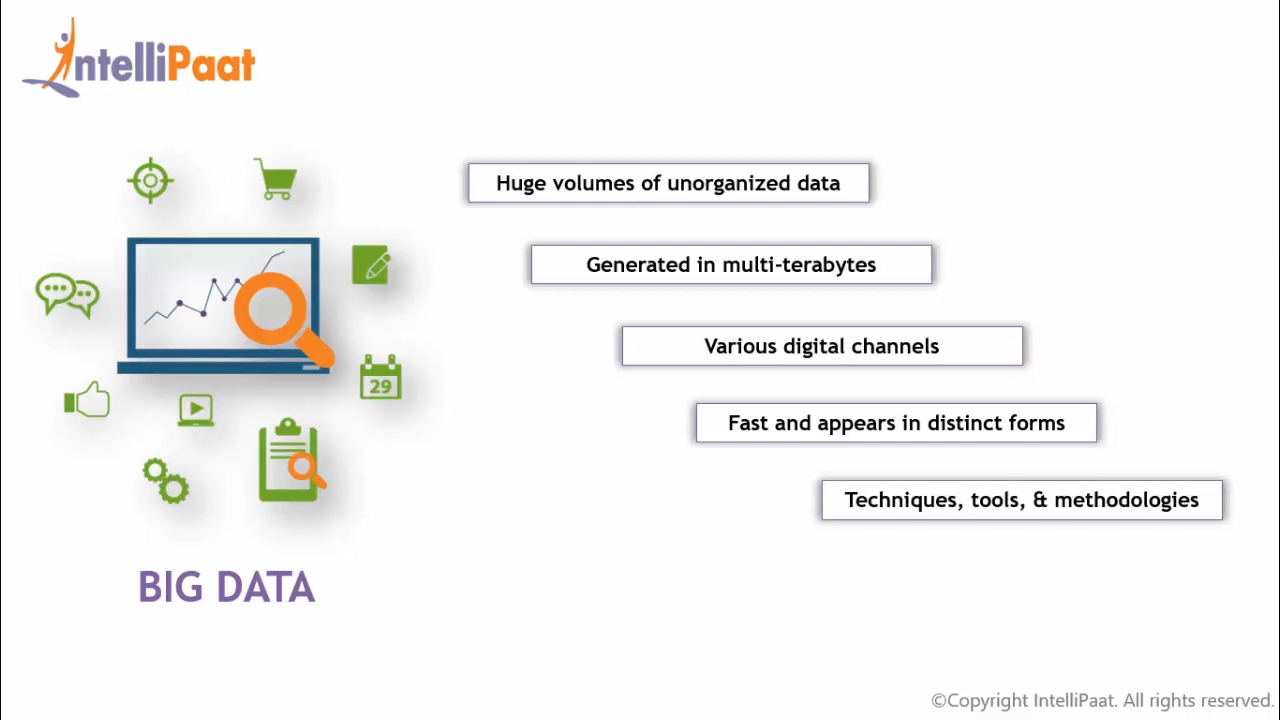 IntelliPaat
Huge volumes of unorganized data
Generated in multi-terabytes
Various digital channels
Fast and appears in distinct forms
29
Techniques, tools, & methodologies
BIG DATA
©Copyright IntelliPaat. All rights reserved.